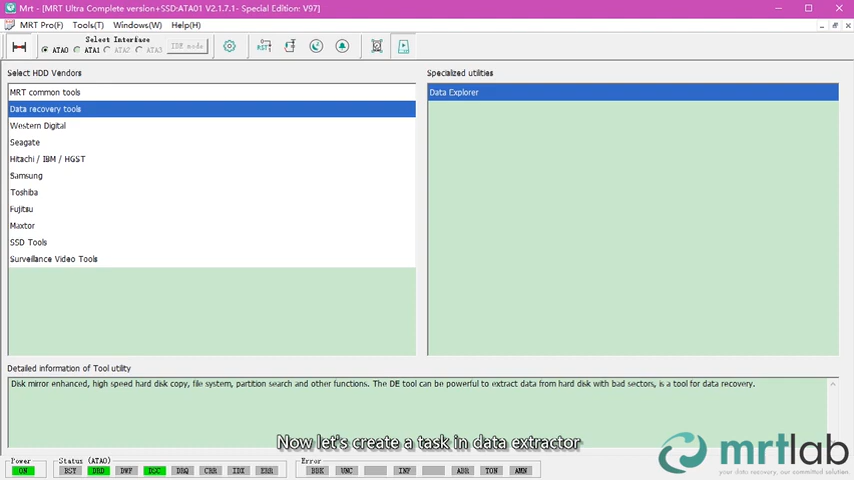 Mrt - [MRT Ultra Complete version+SSD:ATA01 V2.1.7.1- Special Edition: V97]
MRT Pro(F) Tools(T) Windows(W) Help(H)
Select Interface
ATA0 ATA1 ATA2 ATA3 IDE mode
RST
Select HDD Vendors
Specialized utilities
MRT common tools
Data Explorer
Data recovery tools
Western Digital
Seagate
Hitachi / IBM / HGST
Samsung
Toshiba
Fujitsu
Maxtor
SSD Tools
Surveillance Video Tools
Detailed information of Tool utility
Disk mirror enhanced, high speed hard disk copy, file system, partition search and other functions. The DE tool can be powerful to extract data from hard disk with bad sectors, is a tool for data recovery.
Now let's create a task in data extractor
mrtlab
your data recovery, our committed solution.
Power Status (ATA0) Error
ON BSY DRD DWF DSC DRQ CRR IDX ERR BBK UNC INF ABR TON AMN